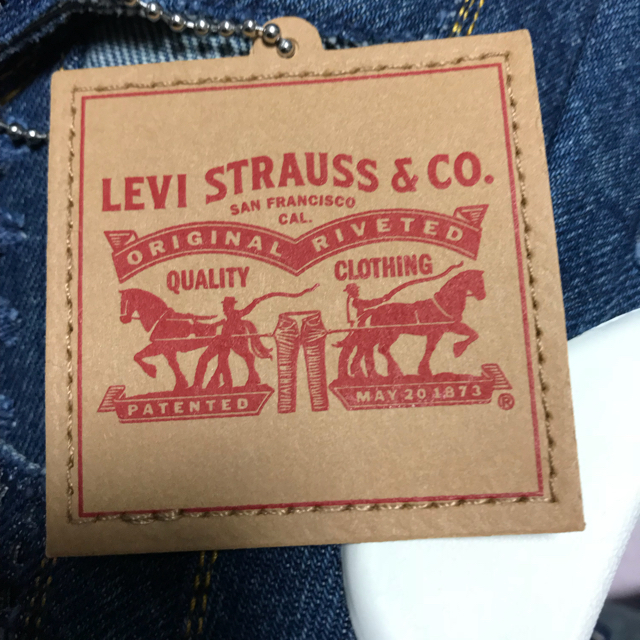 LEVI STRAUSS & CO.
SAN FRANCISCO
CAL.
ORIGINAL RIVETED
QUALITY CLOTHING
PATENTED MAY 20 1873 ®